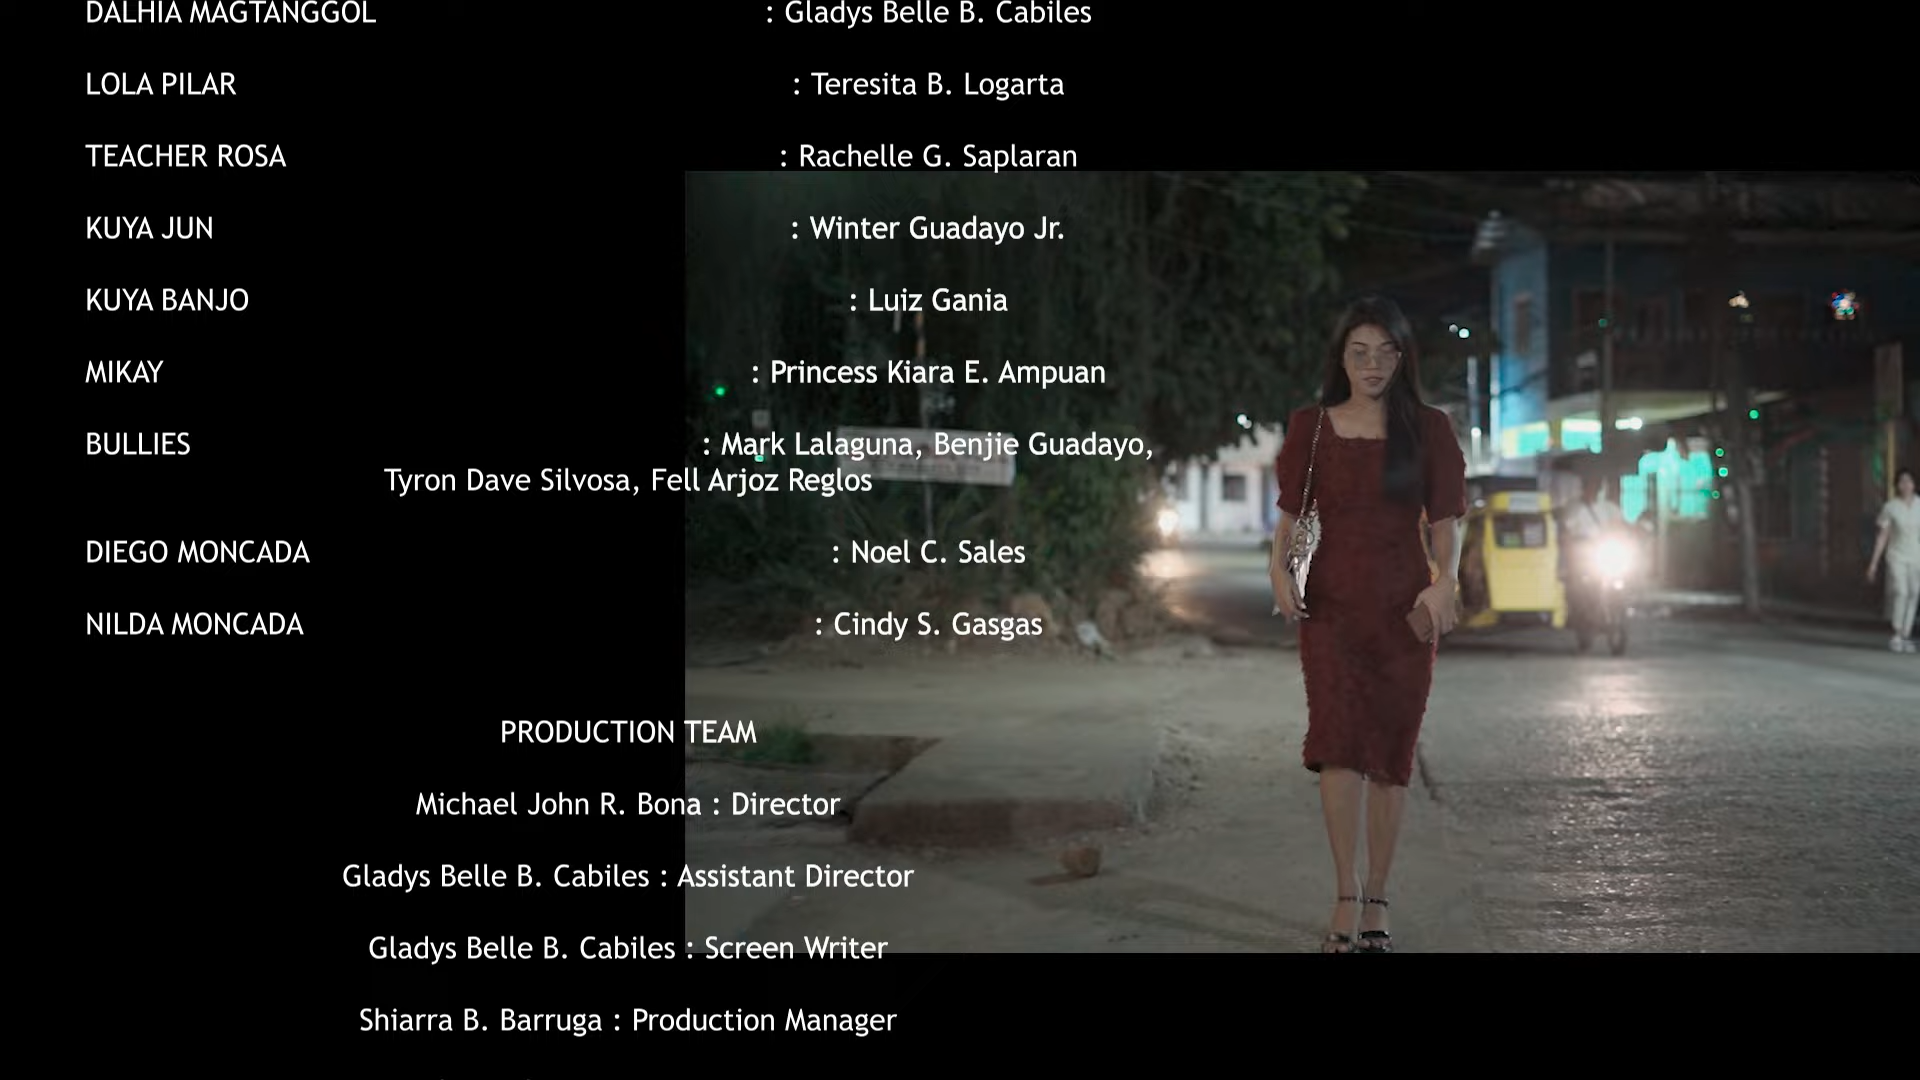 DALHIA MAGTANGGOL : Gladys Belle B. Cabiles
LOLA PILAR : Teresita B. Logarta
TEACHER ROSA : Rachelle G. Saplaran
KUYA JUN : Winter Guadayo Jr.
KUYA BANJO : Luiz Gania
MIKAY : Princess Kiara E. Ampuan
BULLIES : Mark Lalaguna, Benjie Guadayo,
Tyron Dave Silvosa, Fell Arjoz Reglos
DIEGO MONCADA : Noel C. Sales
NILDA MONCADA : Cindy S. Gasgas
PRODUCTION TEAM
Michael John R. Bona : Director
Gladys Belle B. Cabiles : Assistant Director
Gladys Belle B. Cabiles : Screen Writer
Shiarra B. Barruga : Production Manager